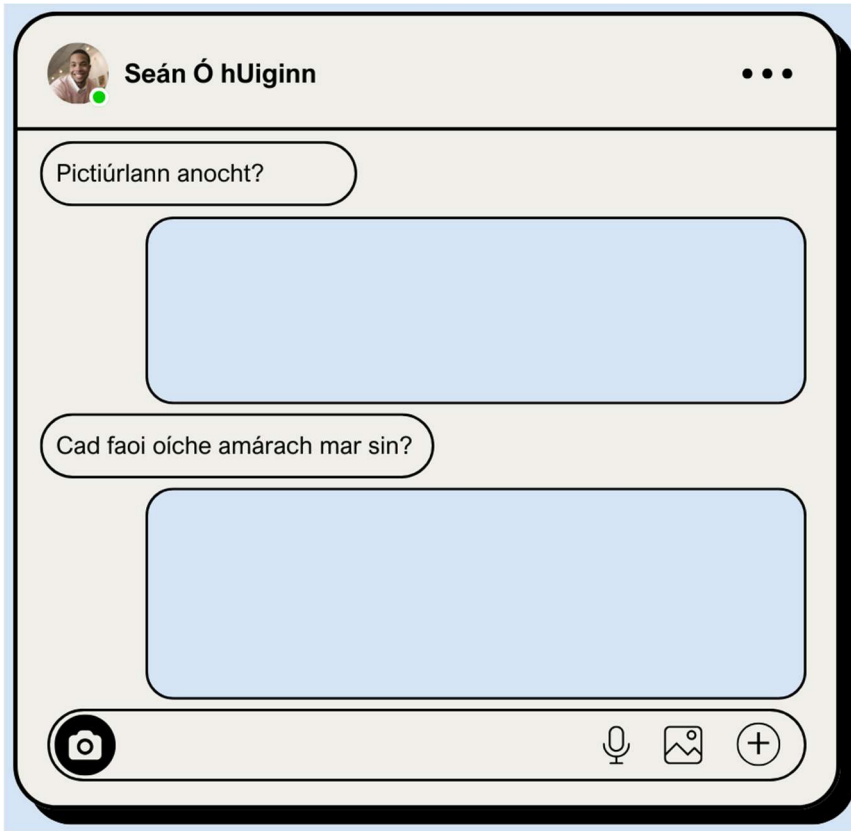 Seán Ó hUiginn
Pictiúrlann anocht?
Cad faoi oíche amárach mar sin?